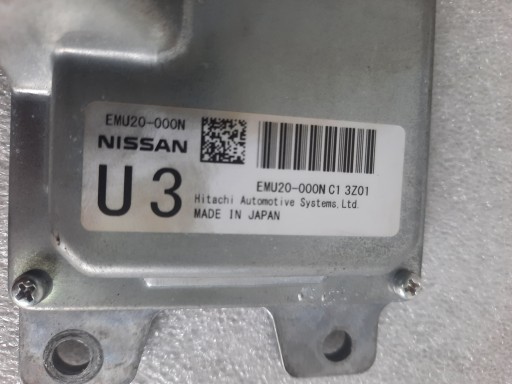 EMU20-000N
NISSAN
U3
EMU20-000N C1 3Z01
Hitachi Automotive Systems,Ltd.
MADE IN JAPAN